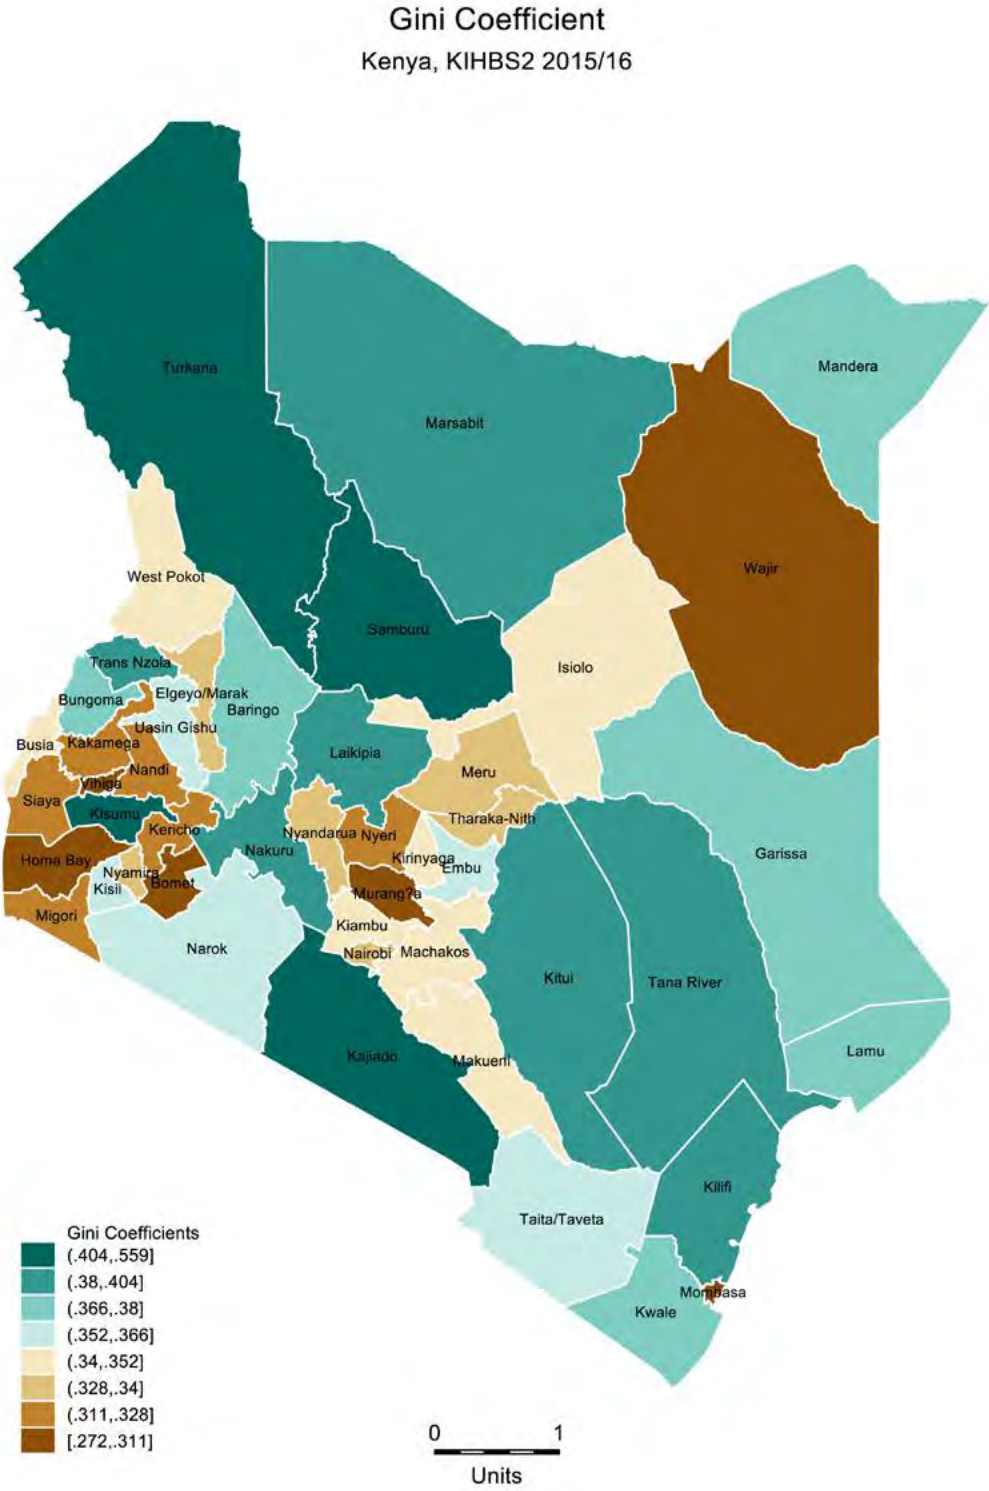 Gini Coefficient
Kenya, KIHBS2 2015/16
Turkana
Mandera
Marsabit
Wajir
West Pokot
Samburu
Isiolo
Trans Nzoia
Elgeyo/Marak
Bungoma
Baringo
Uasin Gishu
Busia
Kakamega
Laikipia
Nandi
Meru
Vihiga
Siaya
Kisumu
Tharaka-Nith
Kericho
Nyandarua
Nyeri
Nakuru
Garissa
Homa Bay
Kirinyaga
Embu
Nyamira
Kisii
Bomet
Murang?a
Migori
Kiambu
Narok
Nairobi
Machakos
Kitui
Tana River
Kajiado
Makueni
Lamu
Kilifi
Taita/Taveta
Mombasa
Kwale
Gini Coefficients
(.404,.559]
(.38,.404]
(.366,.38]
(.352,.366]
(.34,.352]
(.328,.34]
(.311,.328]
[.272,.311]
0 1
Units